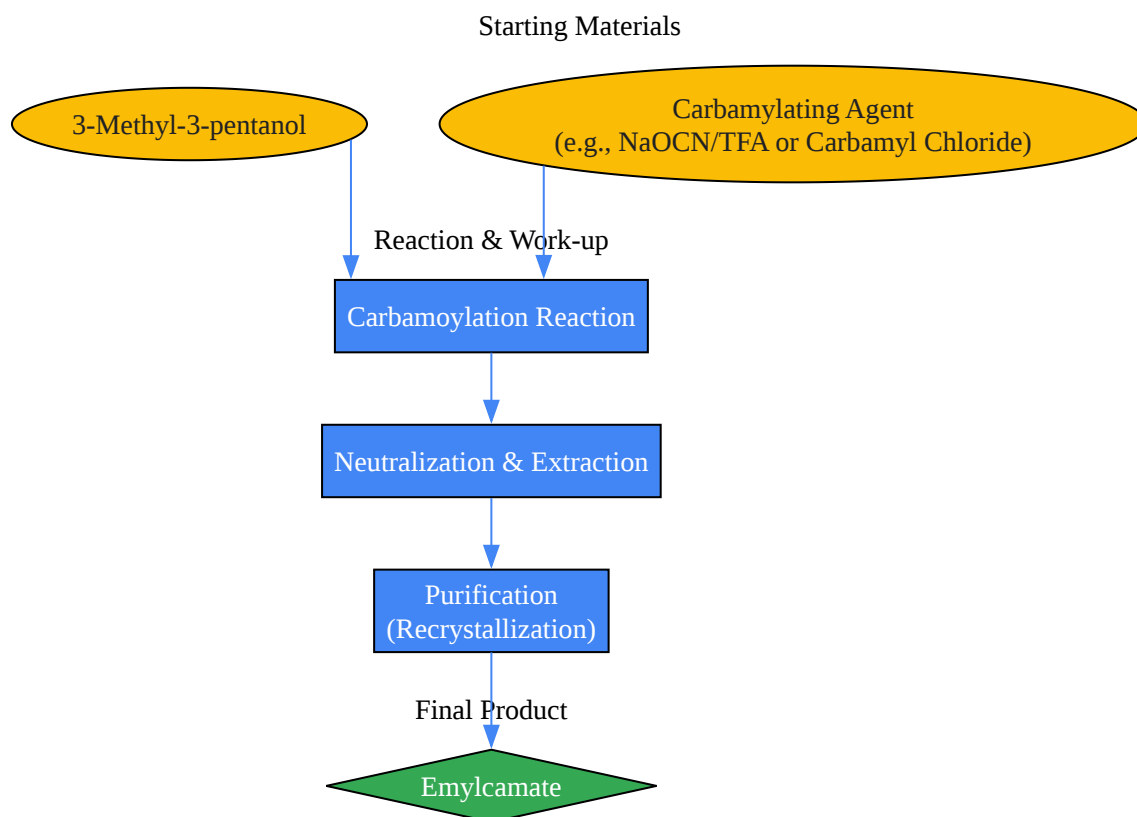 Starting Materials
3-Methyl-3-pentanol
Carbamylating Agent
(e.g., NaOCN/TFA or Carbamyl Chloride)
Reaction & Work-up
Carbamoylation Reaction
Neutralization & Extraction
Purification
(Recrystallization)
Final Product
Emylcamate